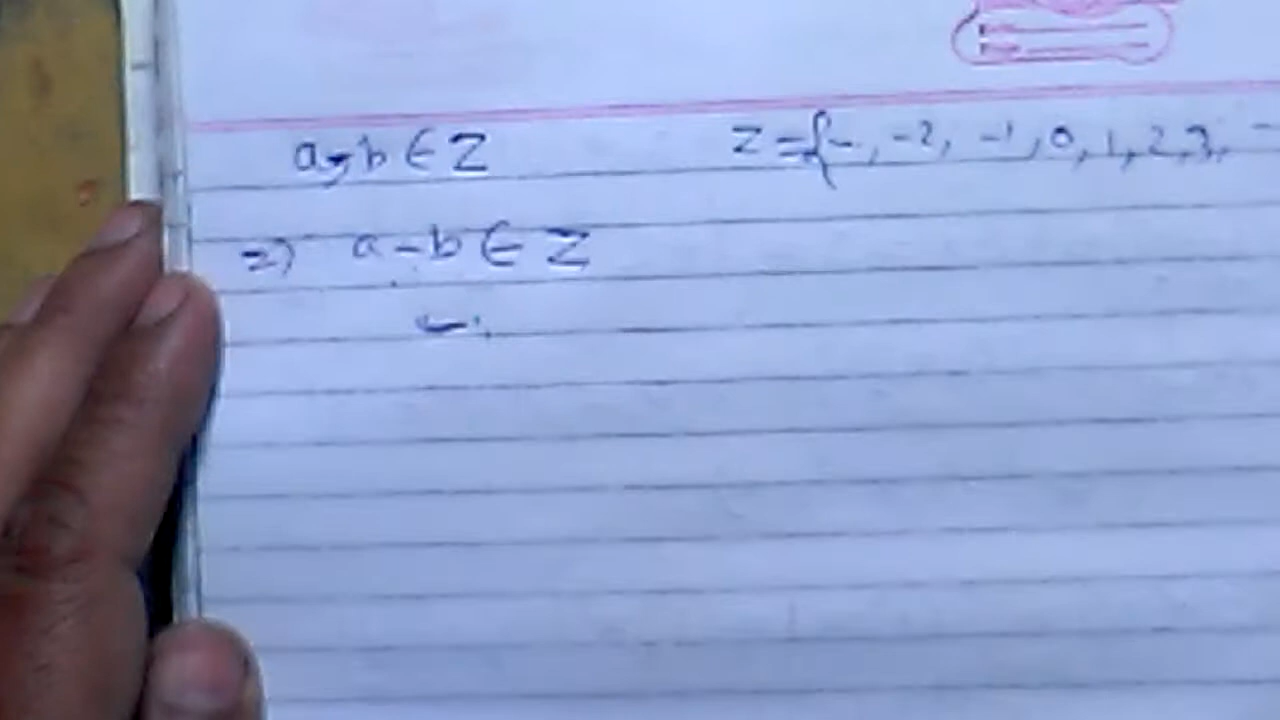 a, b ∈ Z
Z = {-, -2, -1, 0, 1, 2, 3, -
=> a - b ∈ Z